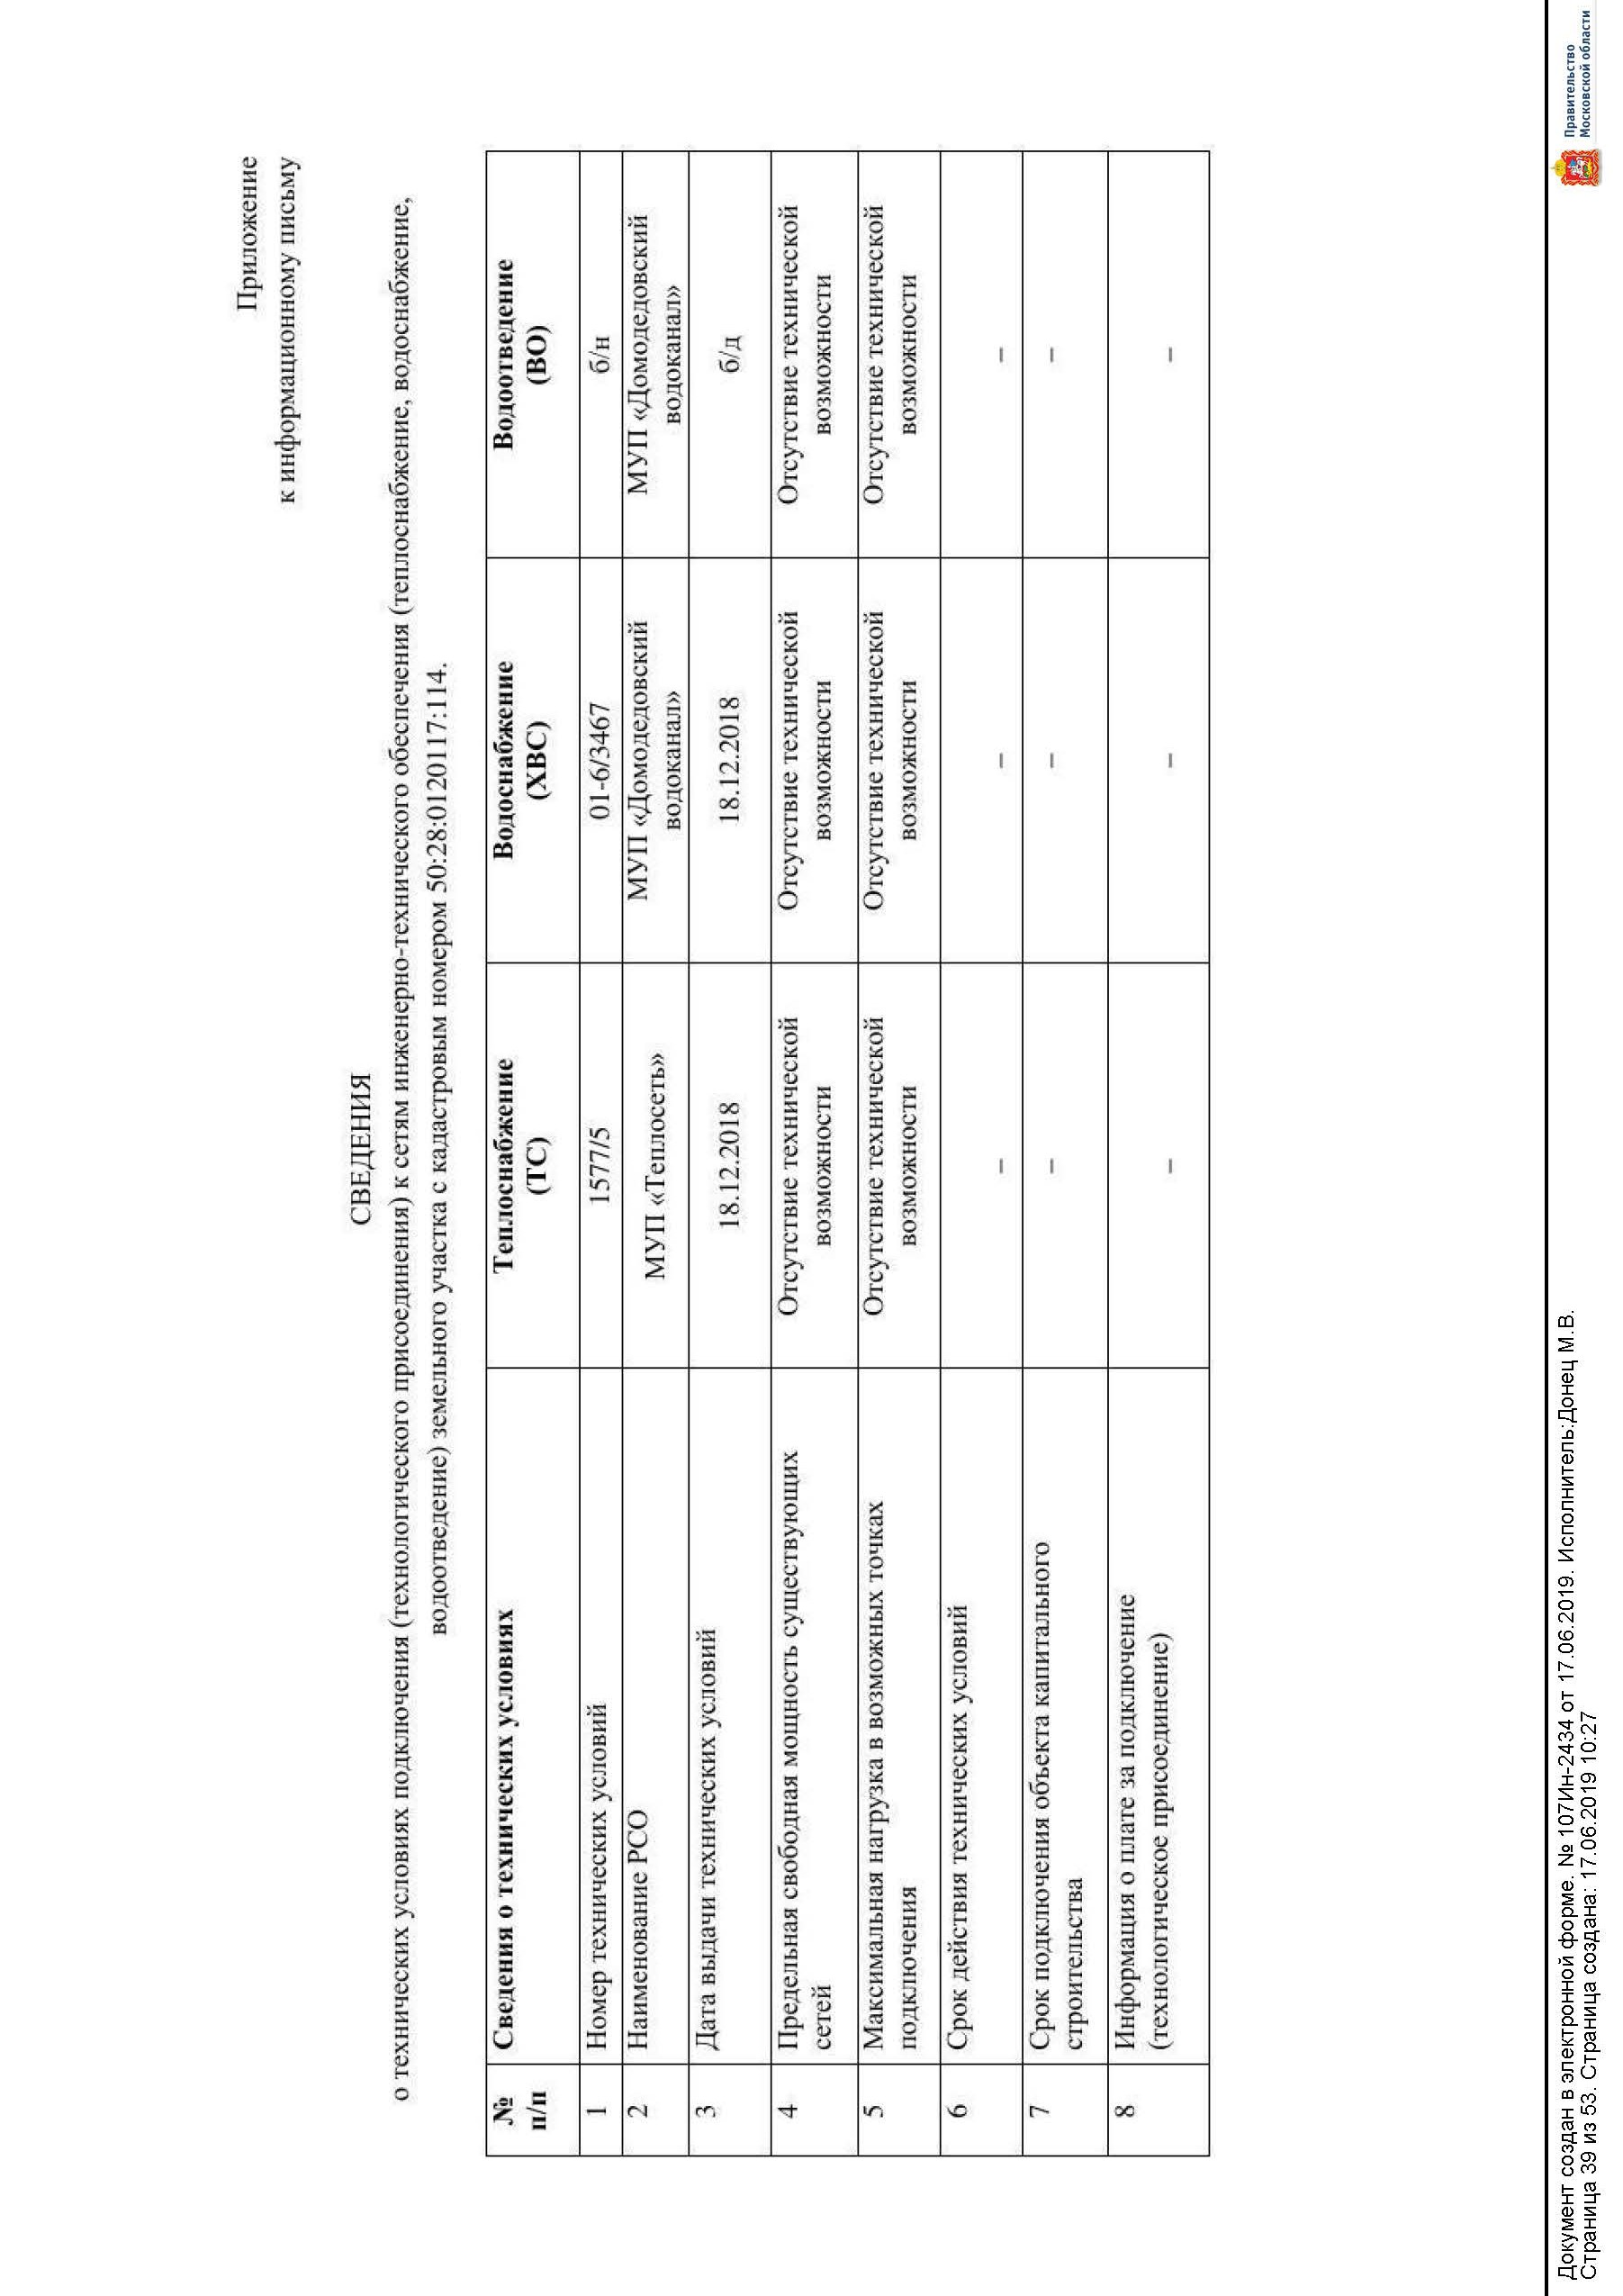 Приложение
к информационному письму
СВЕДЕНИЯ
о технических условиях подключения (технологического присоединения) к сетям инженерно-технического обеспечения (теплоснабжение, водоснабжение,
водоотведение) земельного участка с кадастровым номером 50:28:0120117:114.
№ п/п Сведения о технических условиях Теплоснабжение (ТС) Водоснабжение (ХВС) Водоотведение (ВО)
1 Номер технических условий 1577/5 01-6/3467 б/н
2 Наименование РСО МУП «Теплосеть» МУП «Домодедовский водоканал» МУП «Домодедовский водоканал»
3 Дата выдачи технических условий 18.12.2018 18.12.2018 б/д
4 Предельная свободная мощность существующих сетей Отсутствие технической возможности Отсутствие технической возможности Отсутствие технической возможности
5 Максимальная нагрузка в возможных точках подключения Отсутствие технической возможности Отсутствие технической возможности Отсутствие технической возможности
6 Срок действия технических условий – – –
7 Срок подключения объекта капитального строительства – – –
8 Информация о плате за подключение (технологическое присоединение) – – –
Документ создан в электронной форме. № 107Ин-2434 от 17.06.2019. Исполнитель:Донец М.В.
Страница 39 из 53. Страница создана: 17.06.2019 10:27
Правительство
Московской области